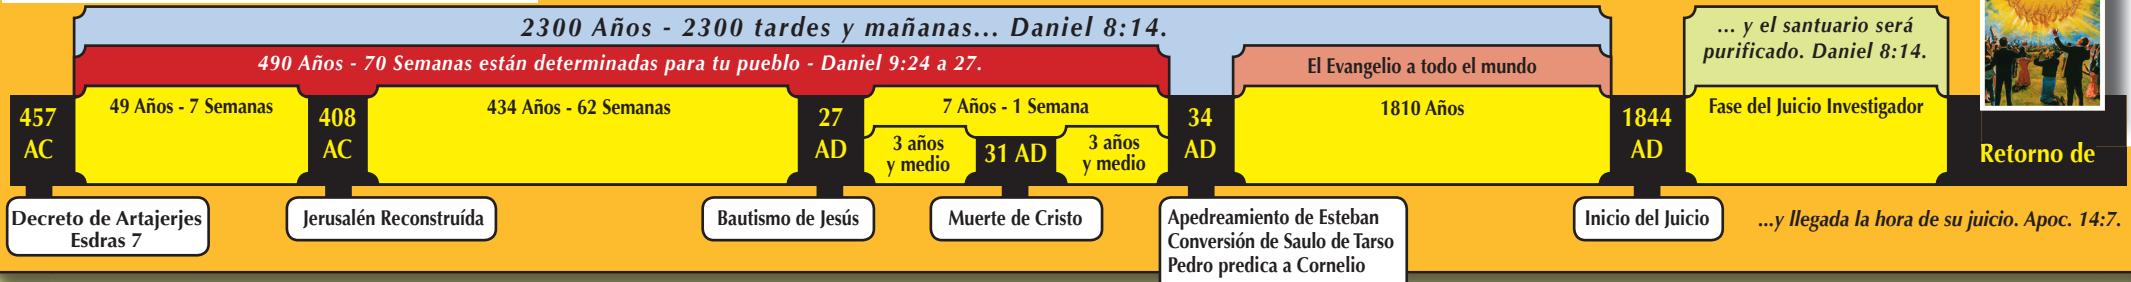 2300 Años - 2300 tardes y mañanas... Daniel 8:14.
... y el santuario será
purificado. Daniel 8:14.
490 Años - 70 Semanas están determinadas para tu pueblo - Daniel 9:24 a 27.
El Evangelio a todo el mundo
457
AC
49 Años - 7 Semanas
408
AC
434 Años - 62 Semanas
27
AD
7 Años - 1 Semana
3 años
y medio
31 AD
3 años
y medio
34
AD
1810 Años
1844
AD
Fase del Juicio Investigador
Retorno de
Decreto de Artajerjes
Esdras 7
Jerusalén Reconstruída
Bautismo de Jesús
Muerte de Cristo
Apedreamiento de Esteban
Conversión de Saulo de Tarso
Pedro predica a Cornelio
Inicio del Juicio
...y llegada la hora de su juicio. Apoc. 14:7.